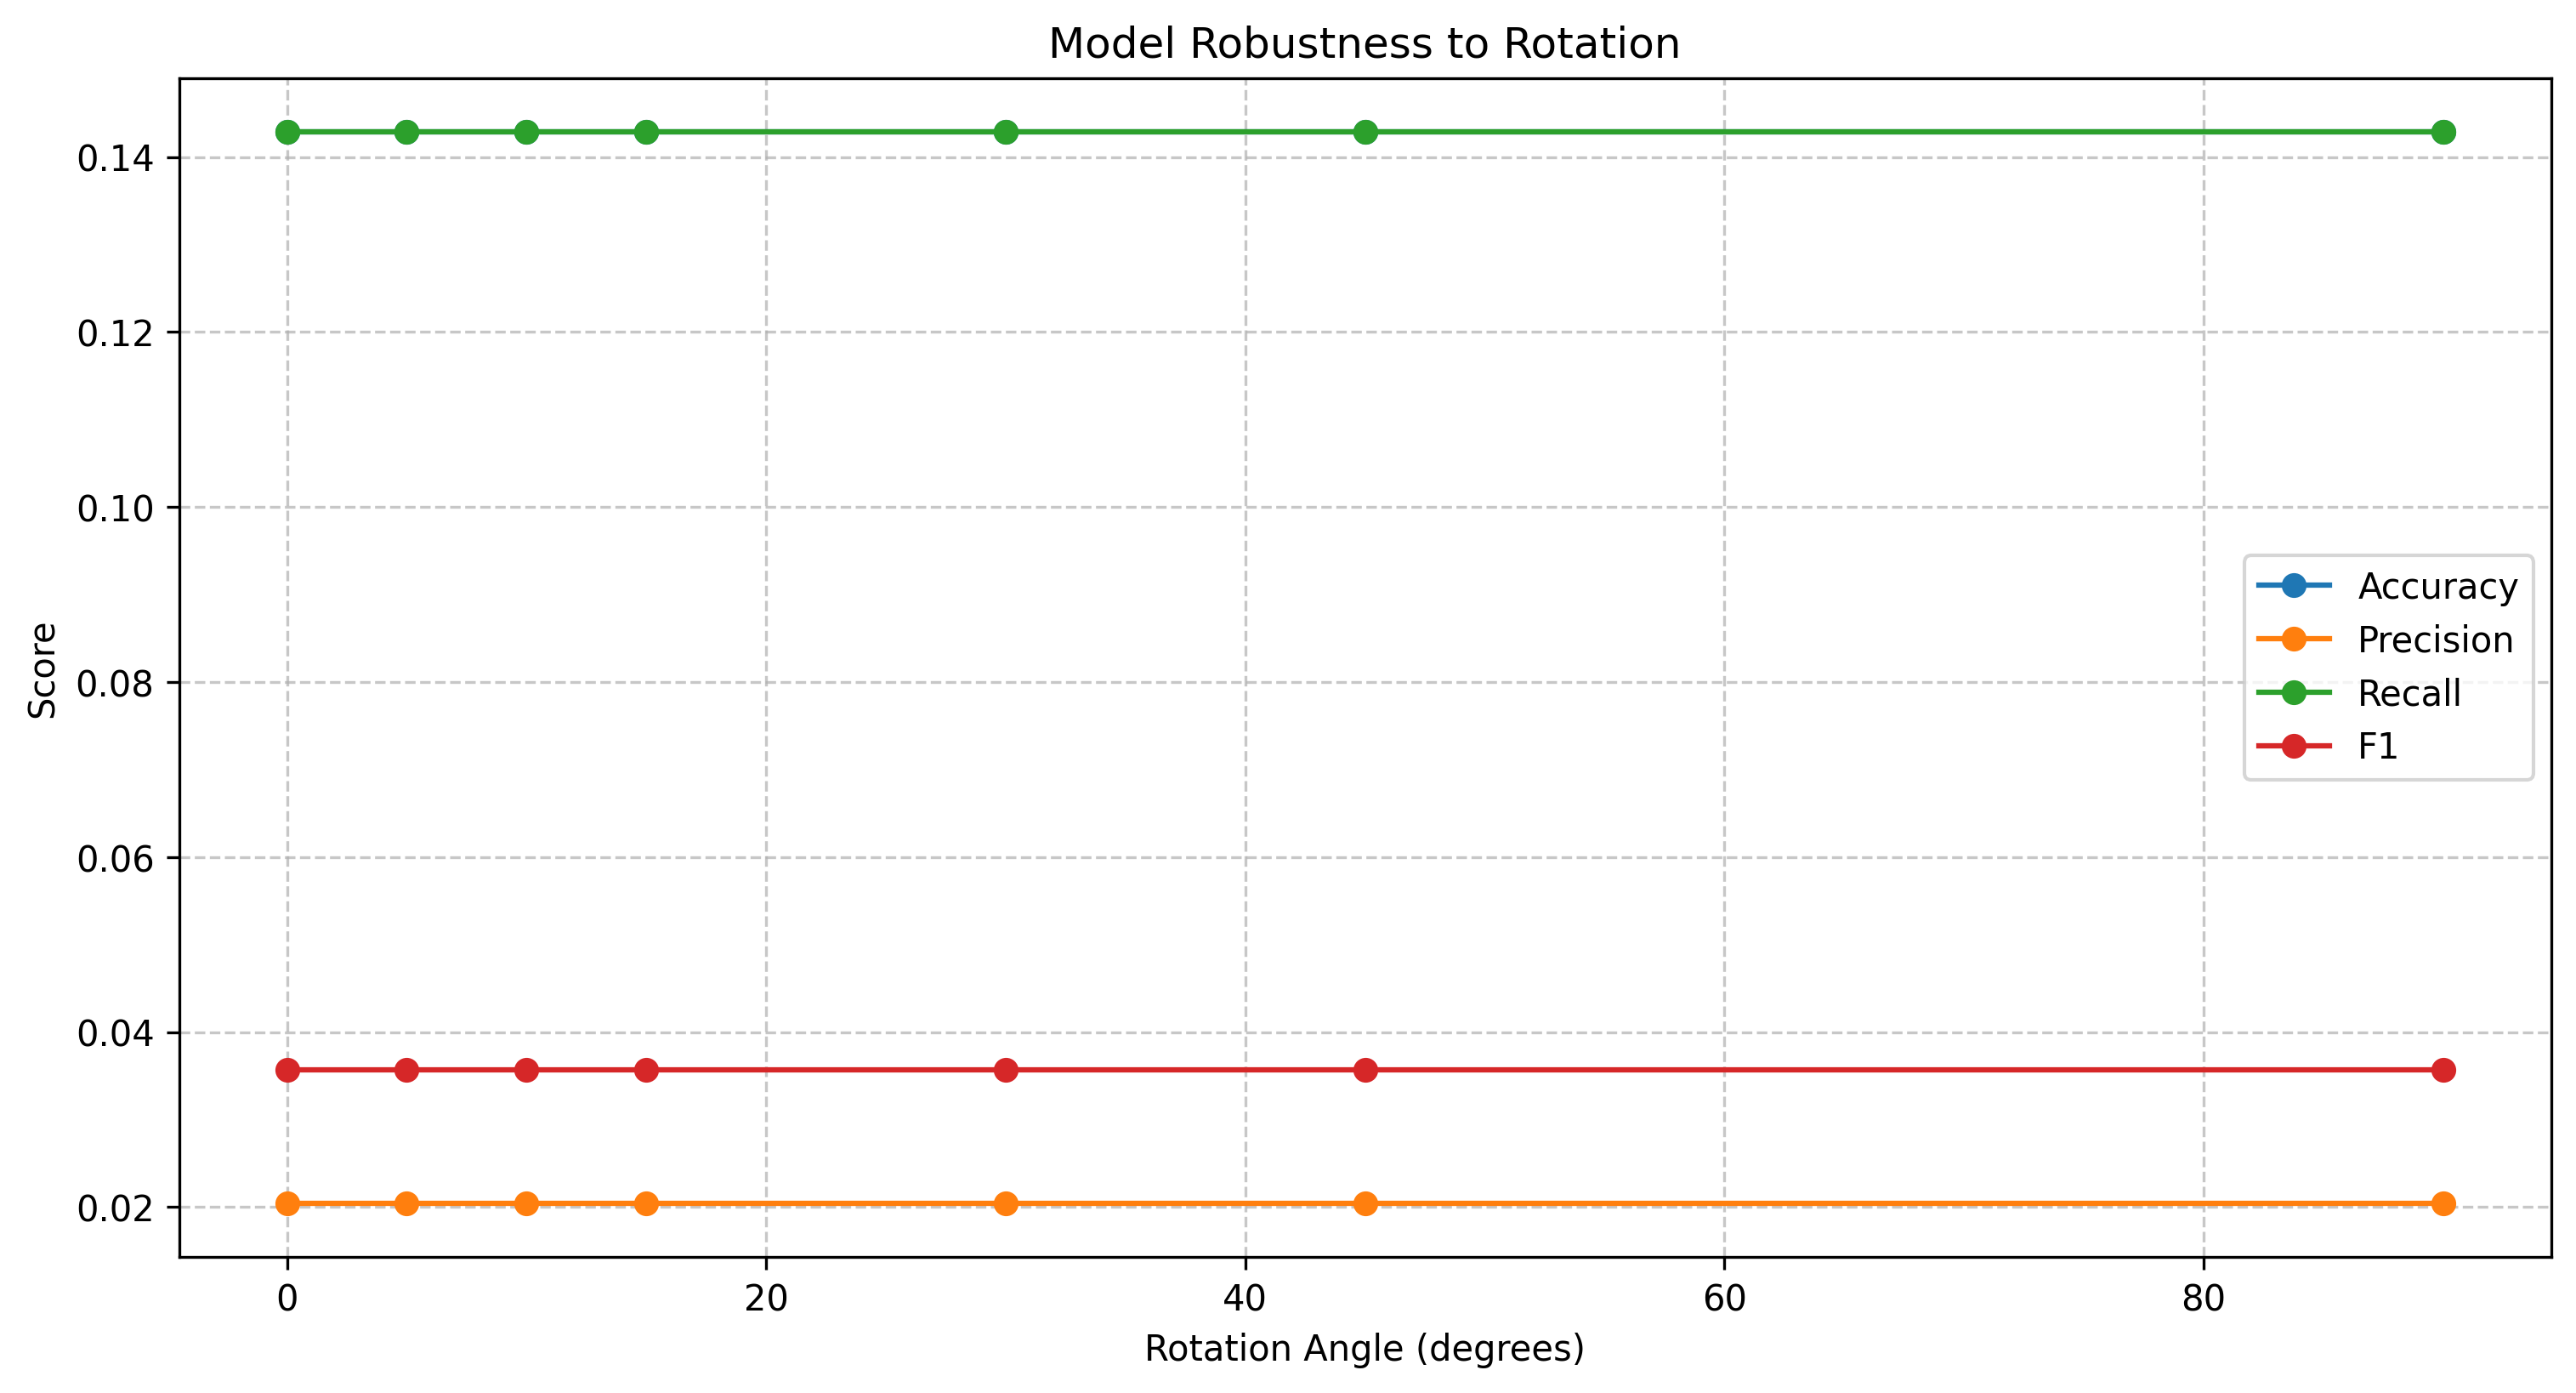 Model Robustness to Rotation
0.14
0.12
0.10
0.08
0.06
0.04
0.02
Score
Accuracy
Precision
Recall
F1
0 20 40 60 80
Rotation Angle (degrees)